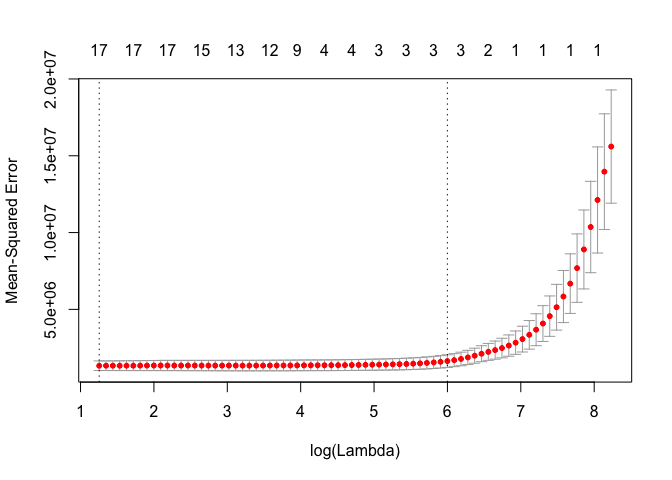 17 17 17 15 13 12 9 4 4 3 3 3 3 2 1 1 1 1
2.0e+07
1.5e+07
1.0e+07
5.0e+06
Mean-Squared Error
1 2 3 4 5 6 7 8
log(Lambda)